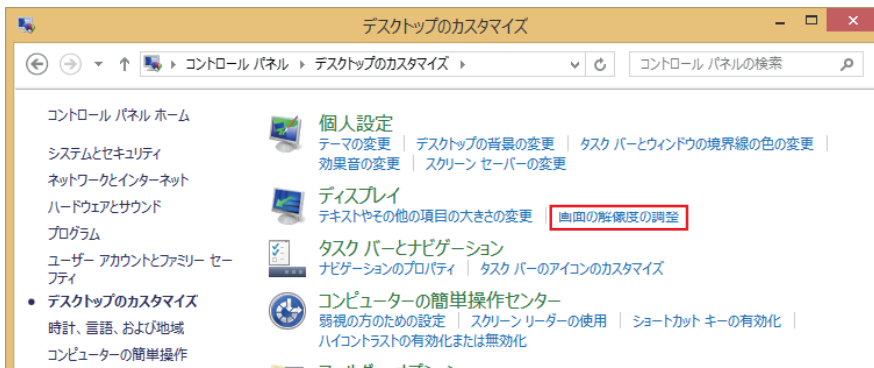 デスクトップのカスタマイズ
コントロール パネル ▸ デスクトップのカスタマイズ ▸
コントロール パネルの検索
コントロール パネル ホーム
システムとセキュリティ
ネットワークとインターネット
ハードウェアとサウンド
プログラム
ユーザー アカウントとファミリー セー
フティ
デスクトップのカスタマイズ
時計、言語、および地域
コンピューターの簡単操作
個人設定
テーマの変更 | デスクトップの背景の変更 | タスク バーとウィンドウの境界線の色の変更 |
効果音の変更 | スクリーン セーバーの変更
ディスプレイ
テキストやその他の項目の大きさの変更 | 画面の解像度の調整
タスク バーとナビゲーション
ナビゲーションのプロパティ | タスク バーのアイコンのカスタマイズ
コンピューターの簡単操作センター
弱視の方のための設定 | スクリーン リーダーの使用 | ショートカット キーの有効化 |
ハイコントラストの有効化または無効化